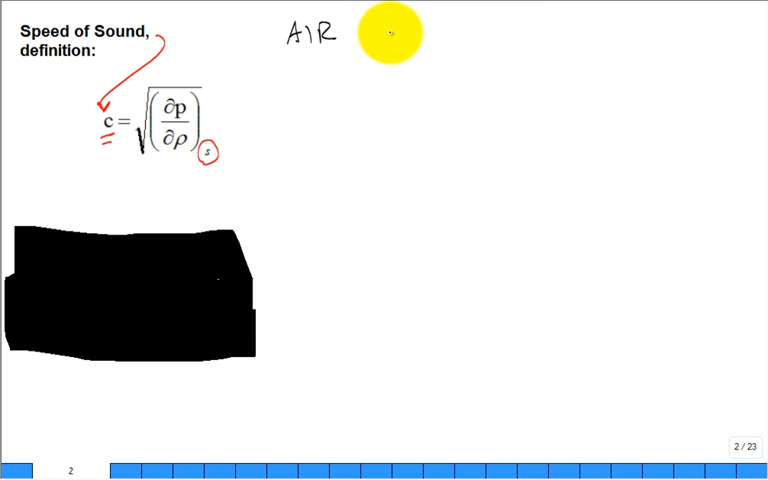 Speed of Sound,
definition:
AIR
c = √(∂p/∂ρ)s
2 / 23
2